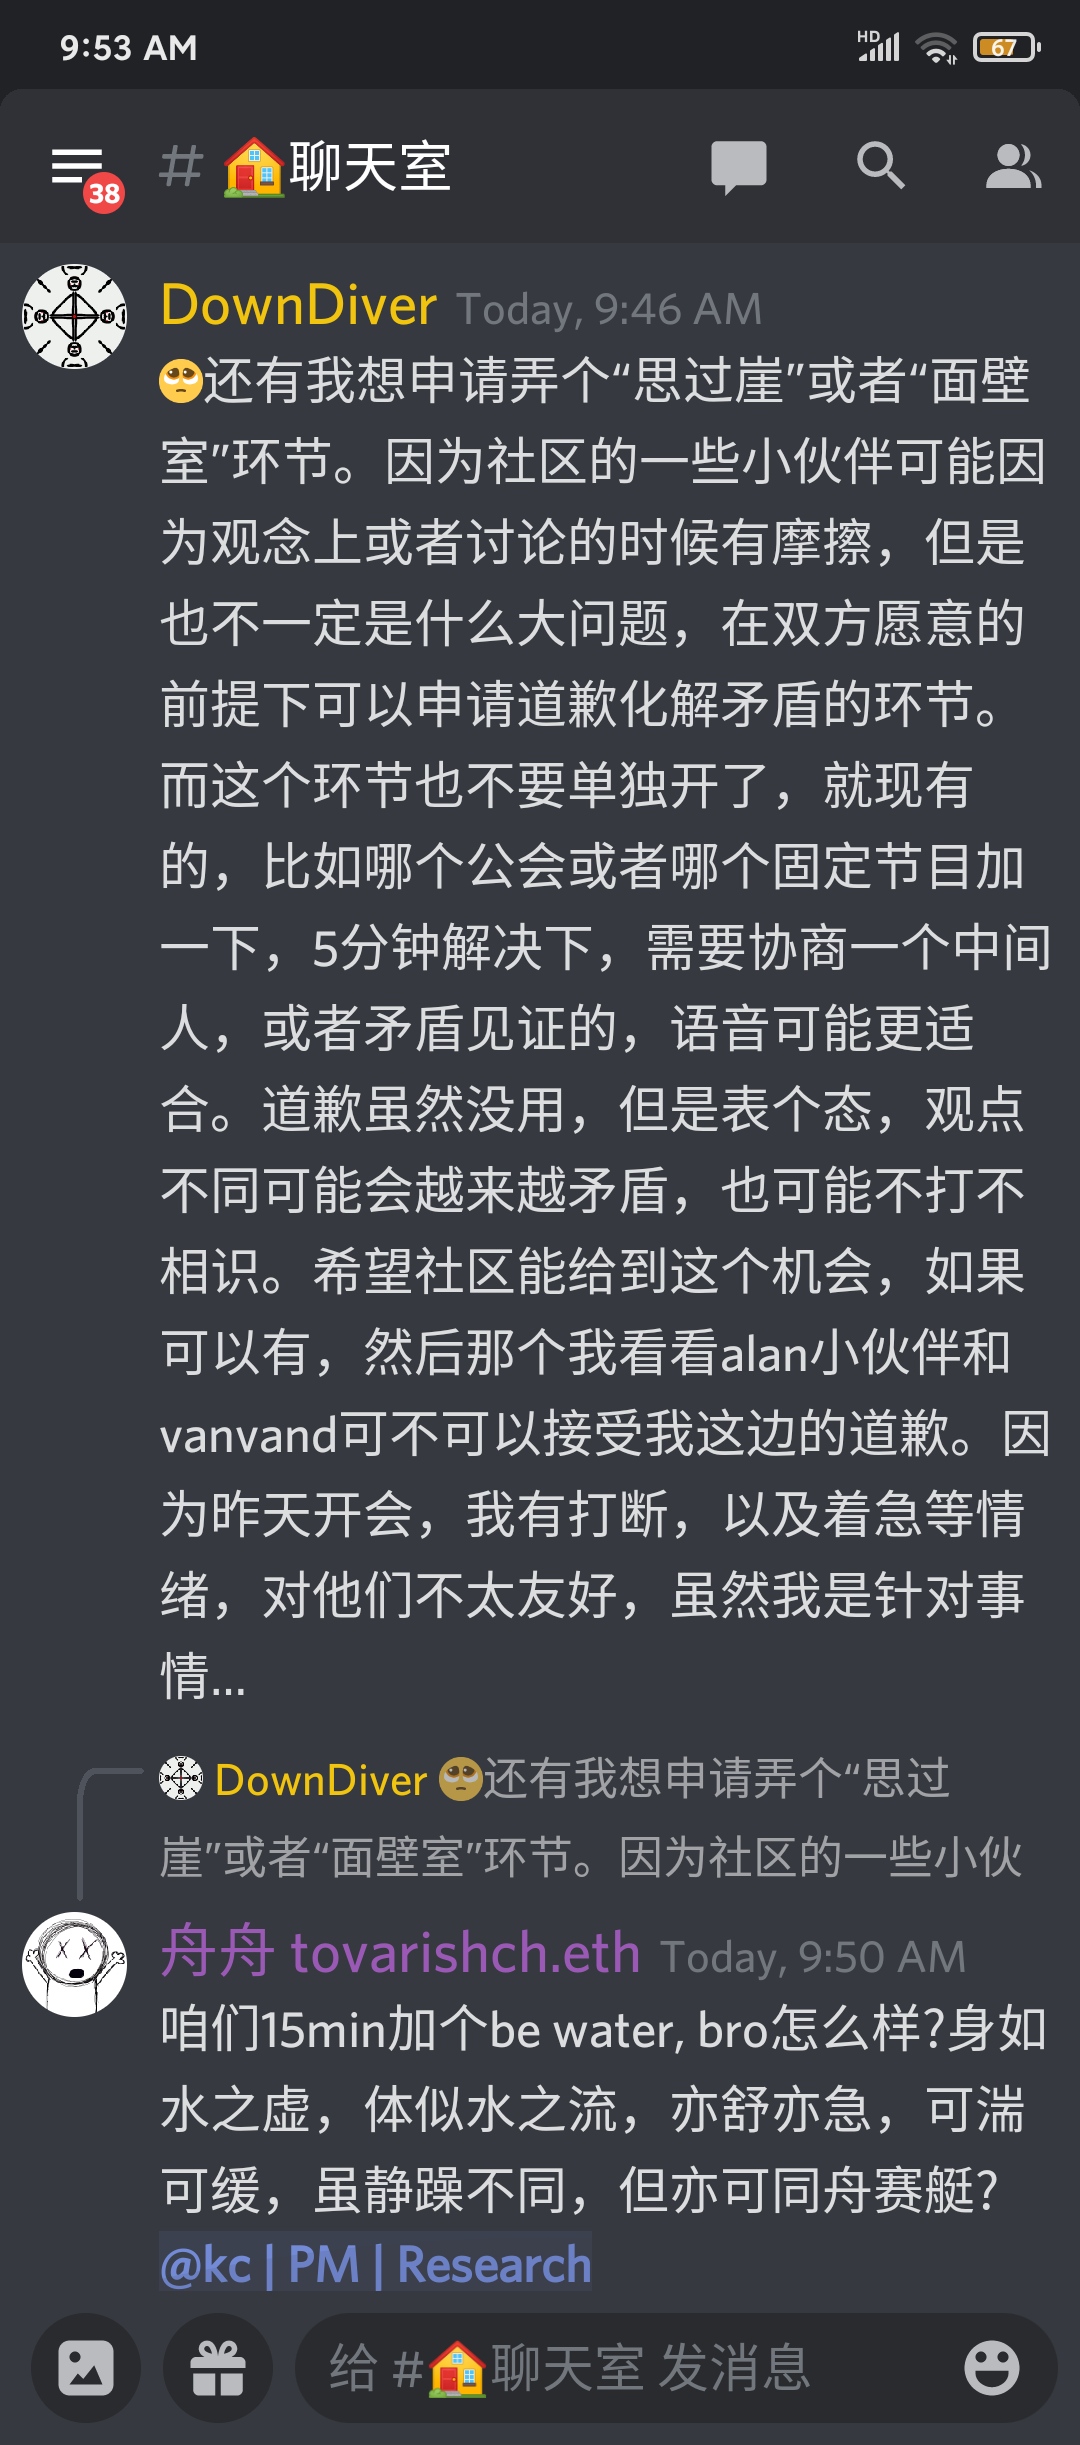 9:53 AM
HD
67
38
# 🏠聊天室
DownDiver Today, 9:46 AM
🥺还有我想申请弄个“思过崖”或者“面壁
室”环节。因为社区的一些小伙伴可能因
为观念上或者讨论的时候有摩擦，但是
也不一定是什么大问题，在双方愿意的
前提下可以申请道歉化解矛盾的环节。
而这个环节也不要单独开了，就现有
的，比如哪个公会或者哪个固定节目加
一下，5分钟解决下，需要协商一个中间
人，或者矛盾见证的，语音可能更适
合。道歉虽然没用，但是表个态，观点
不同可能会越来越矛盾，也可能不打不
相识。希望社区能给到这个机会，如果
可以有，然后那个我看看alan小伙伴和
vanvand可不可以接受我这边的道歉。因
为昨天开会，我有打断，以及着急等情
绪，对他们不太友好，虽然我是针对事
情...
DownDiver 🥺还有我想申请弄个“思过
崖”或者“面壁室”环节。因为社区的一些小伙
舟舟 tovarishch.eth Today, 9:50 AM
咱们15min加个be water, bro怎么样?身如
水之虚，体似水之流，亦舒亦急，可湍
可缓，虽静躁不同，但亦可同舟赛艇?
@kc | PM | Research
给 #🏠聊天室 发消息